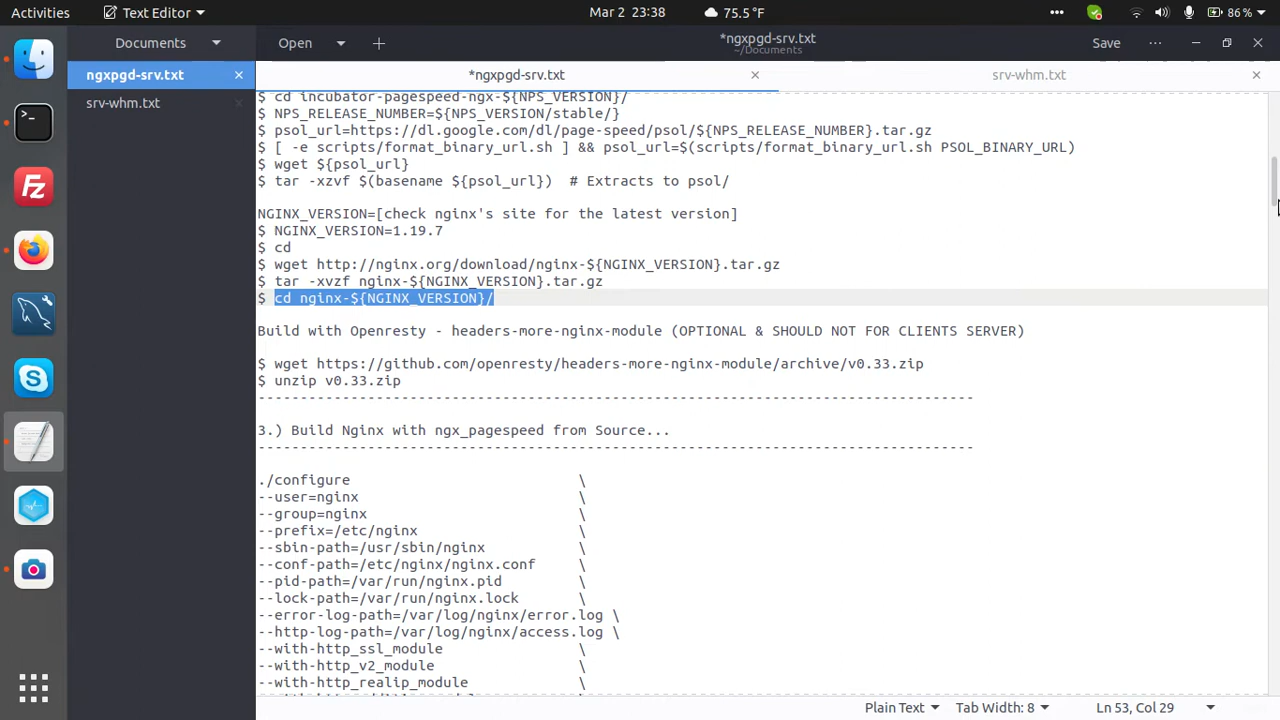 Activities
Text Editor
Mar 2 23:38
75.5 °F
86 %
Documents
Open
*ngxpgd-srv.txt
~/Documents
Save
ngxpgd-srv.txt
*ngxpgd-srv.txt
srv-whm.txt
srv-whm.txt
$ cd incubator-pagespeed-ngx-${NPS_VERSION}/
$ NPS_RELEASE_NUMBER=${NPS_VERSION/stable/}
$ psol_url=https://dl.google.com/dl/page-speed/psol/${NPS_RELEASE_NUMBER}.tar.gz
$ [ -e scripts/format_binary_url.sh ] && psol_url=$(scripts/format_binary_url.sh PSOL_BINARY_URL)
$ wget ${psol_url}
$ tar -xzvf $(basename ${psol_url})  # Extracts to psol/
NGINX_VERSION=[check nginx's site for the latest version]
$ NGINX_VERSION=1.19.7
$ cd
$ wget http://nginx.org/download/nginx-${NGINX_VERSION}.tar.gz
$ tar -xvzf nginx-${NGINX_VERSION}.tar.gz
$ cd nginx-${NGINX_VERSION}/
Build with Openresty - headers-more-nginx-module (OPTIONAL & SHOULD NOT FOR CLIENTS SERVER)
$ wget https://github.com/openresty/headers-more-nginx-module/archive/v0.33.zip
$ unzip v0.33.zip
-------------------------------------------------------------------------------------
3.) Build Nginx with ngx_pagespeed from Source...
-------------------------------------------------------------------------------------
./configure \
--user=nginx \
--group=nginx \
--prefix=/etc/nginx \
--sbin-path=/usr/sbin/nginx \
--conf-path=/etc/nginx/nginx.conf \
--pid-path=/var/run/nginx.pid \
--lock-path=/var/run/nginx.lock \
--error-log-path=/var/log/nginx/error.log \
--http-log-path=/var/log/nginx/access.log \
--with-http_ssl_module \
--with-http_v2_module \
--with-http_realip_module \
Plain Text
Tab Width: 8
Ln 53, Col 29